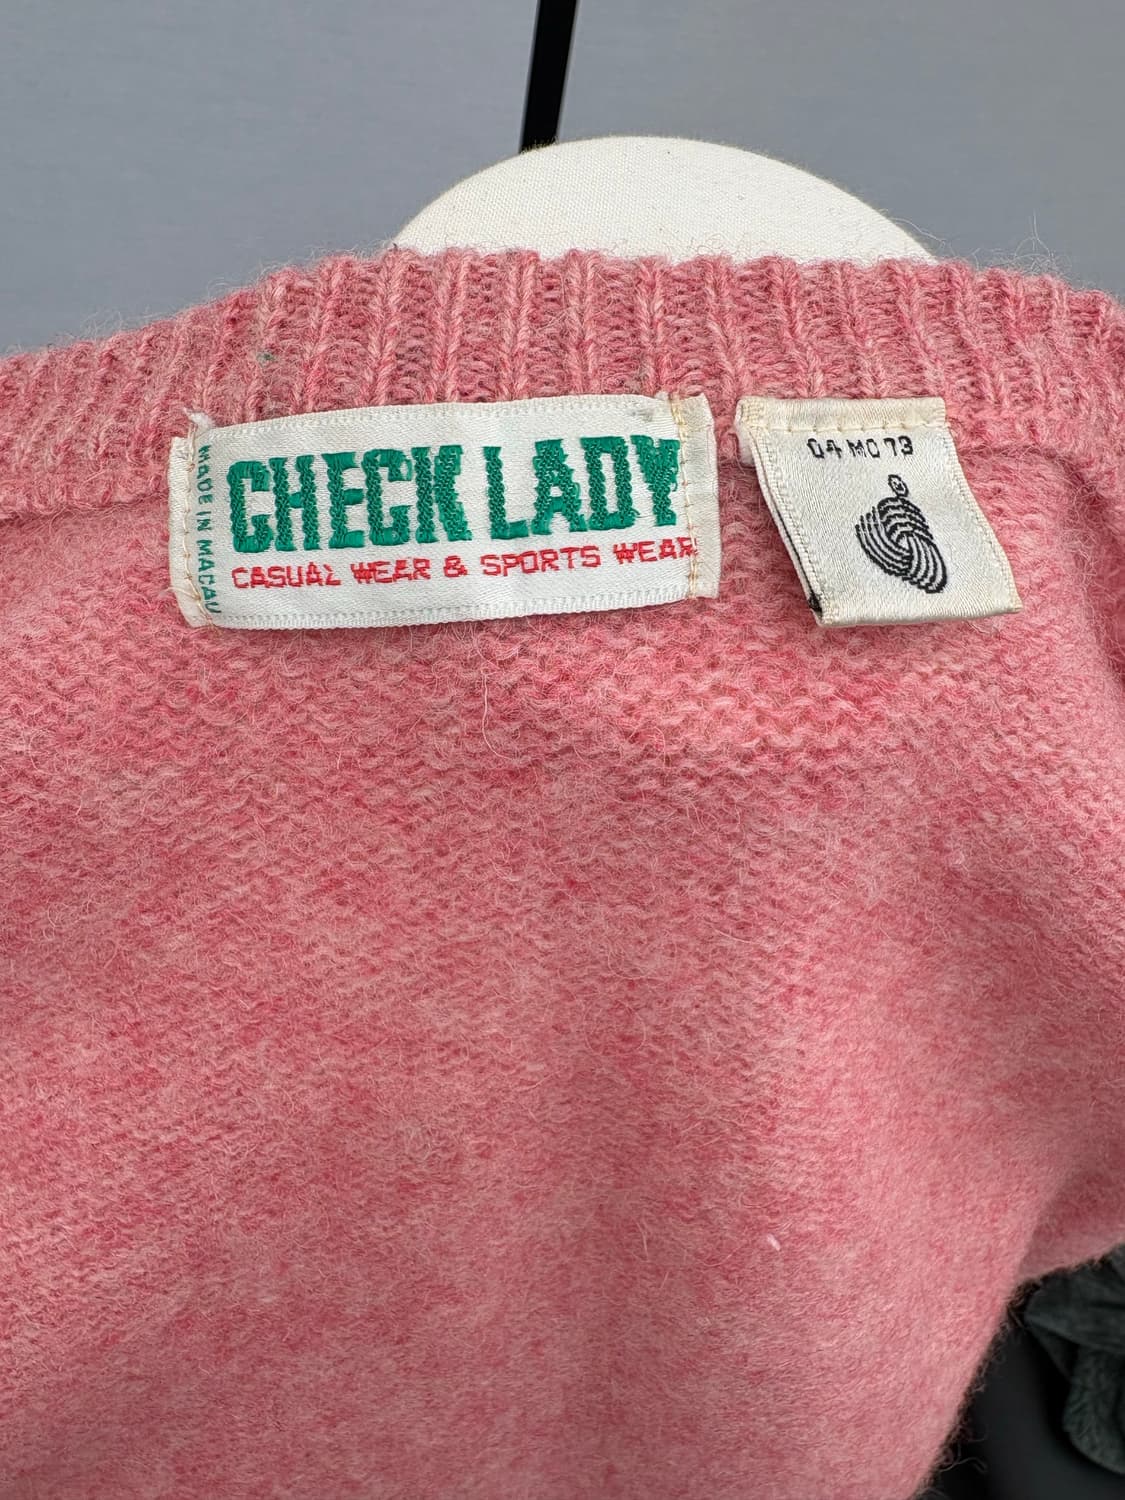 MADE IN MACAU
CHECK LADY
CASUAL WEAR & SPORTS WEAR
04 MO 73